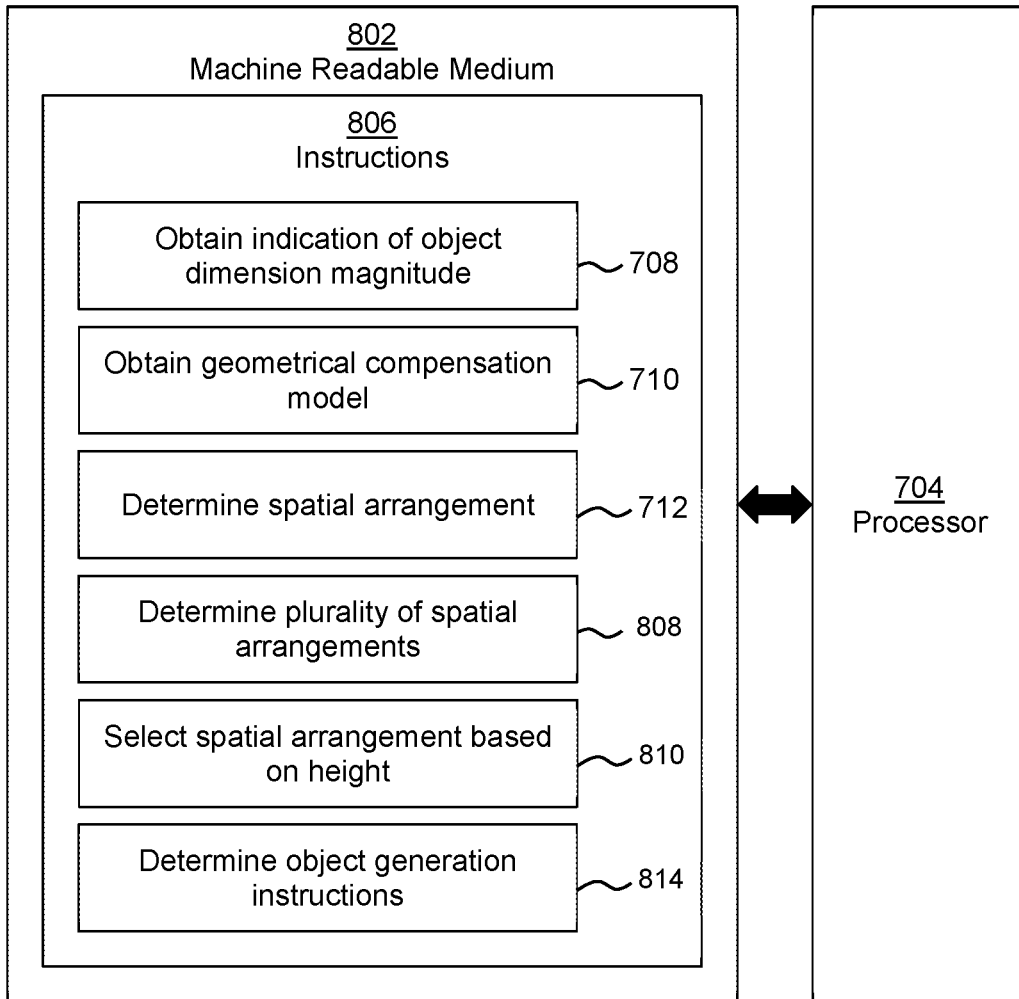 802
Machine Readable Medium
806
Instructions
Obtain indication of object
dimension magnitude
708
Obtain geometrical compensation
model
710
Determine spatial arrangement
712
Determine plurality of spatial
arrangements
808
Select spatial arrangement based
on height
810
Determine object generation
instructions
814
704
Processor